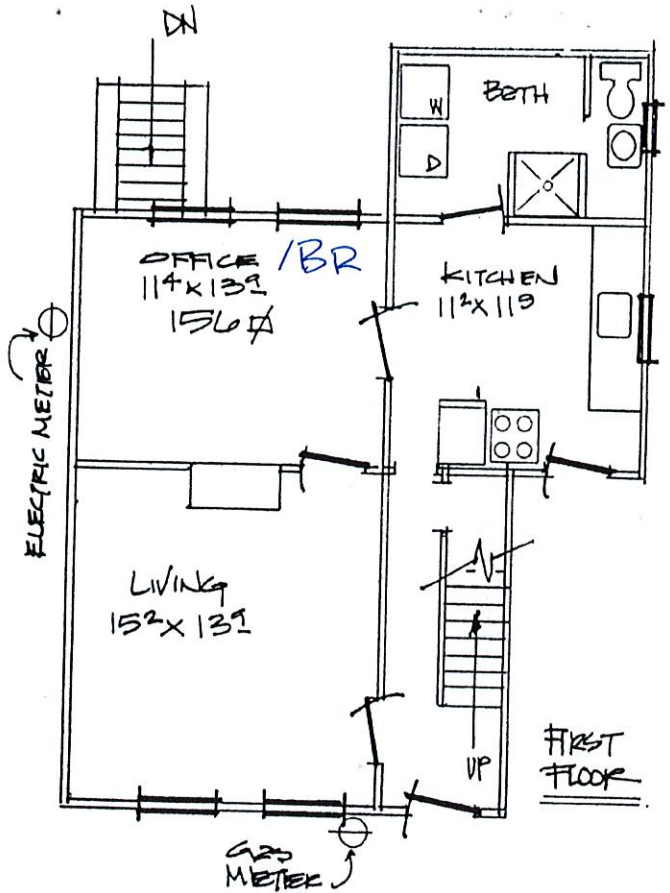 DN
BATH
W
D
OFFICE /BR
11⁴ x 13⁹
156 ⏍
KITCHEN
11² x 11⁹
ELECTRIC METER
LIVING
15² x 13⁹
UP
FIRST
FLOOR
GAS
METER